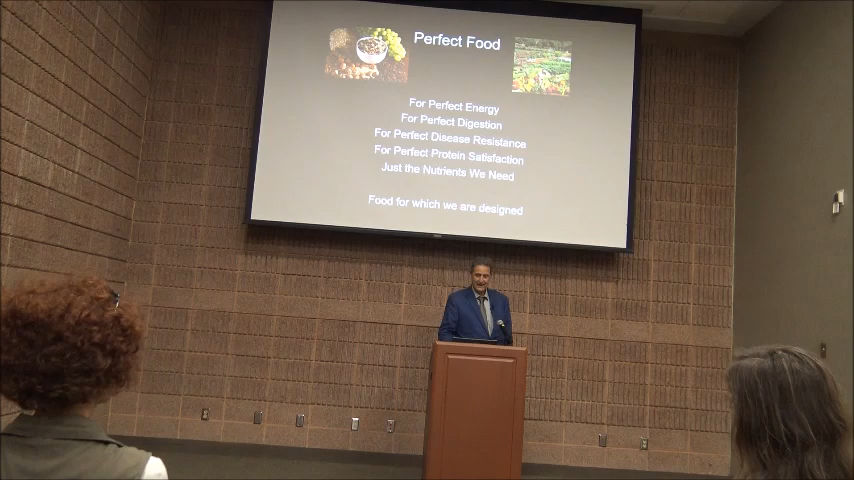 Perfect Food
For Perfect Energy
For Perfect Digestion
For Perfect Disease Resistance
For Perfect Protein Satisfaction
Just the Nutrients We Need
Food for which we are designed